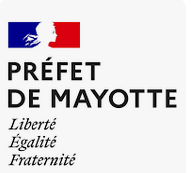 PRÉFET
DE MAYOTTE
Liberté
Égalité
Fraternité